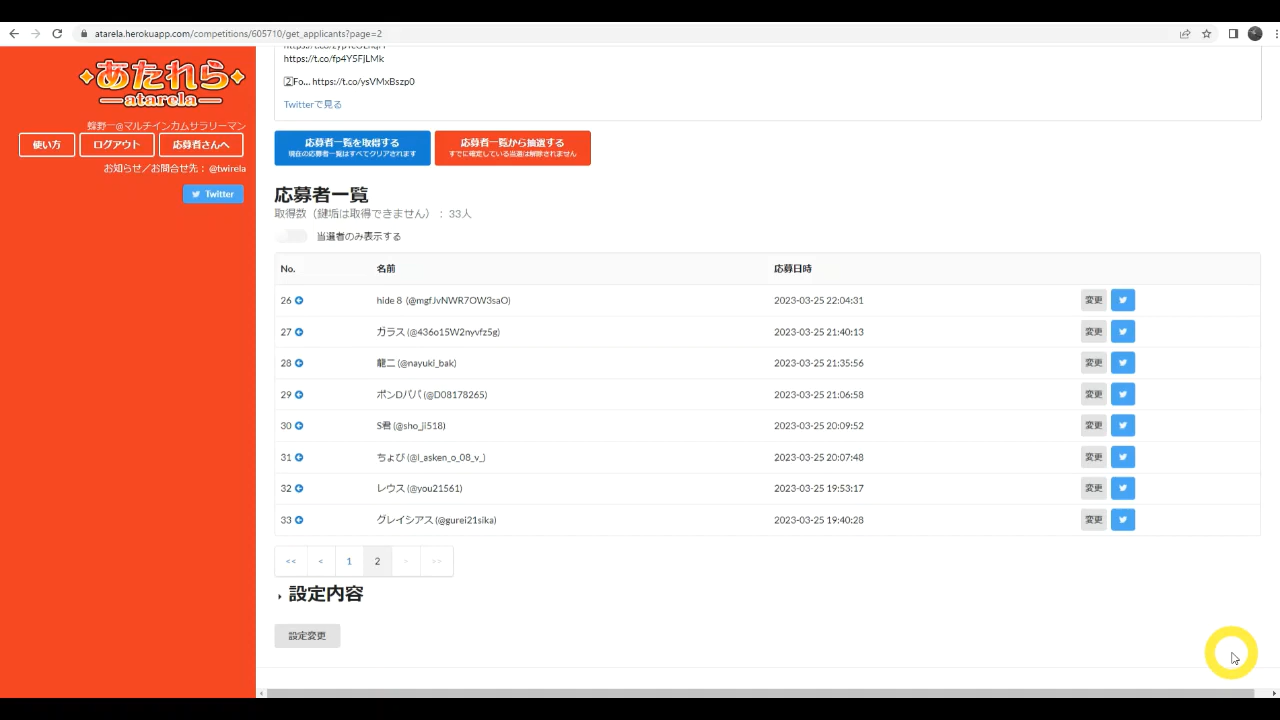 atarela.herokuapp.com/competitions/605710/get_applicants?page=2
あたれら
atarela
蝶野一@マルチインカムサラリーマン
使い方
ログアウト
応募者さんへ
お知らせ／お問合せ先：@twirela
Twitter
https://t.co/fp4Y5FjLMk
②Fo... https://t.co/ysVMxBszp0
Twitterで見る
応募者一覧を取得する
現在の応募者一覧はすべてクリアされます
応募者一覧から抽選する
すでに確定している当選は解除されません
応募者一覧
取得数（鍵垢は取得できません）：33人
当選者のみ表示する
No. 名前 応募日時
26 hide 8 (@mgfJvNWR7OW3saO) 2023-03-25 22:04:31 変更
27 ガラス (@436o15W2nyvfz5g) 2023-03-25 21:40:13 変更
28 龍二 (@nayuki_bak) 2023-03-25 21:35:56 変更
29 ポンDパパ (@D08178265) 2023-03-25 21:06:58 変更
30 S君 (@sho_ji518) 2023-03-25 20:09:52 変更
31 ちょび (@l_asken_o_08_v_) 2023-03-25 20:07:48 変更
32 レウス (@you21561) 2023-03-25 19:53:17 変更
33 グレイシアス (@gurei21sika) 2023-03-25 19:40:28 変更
<< < 1 2 > >>
設定内容
設定変更